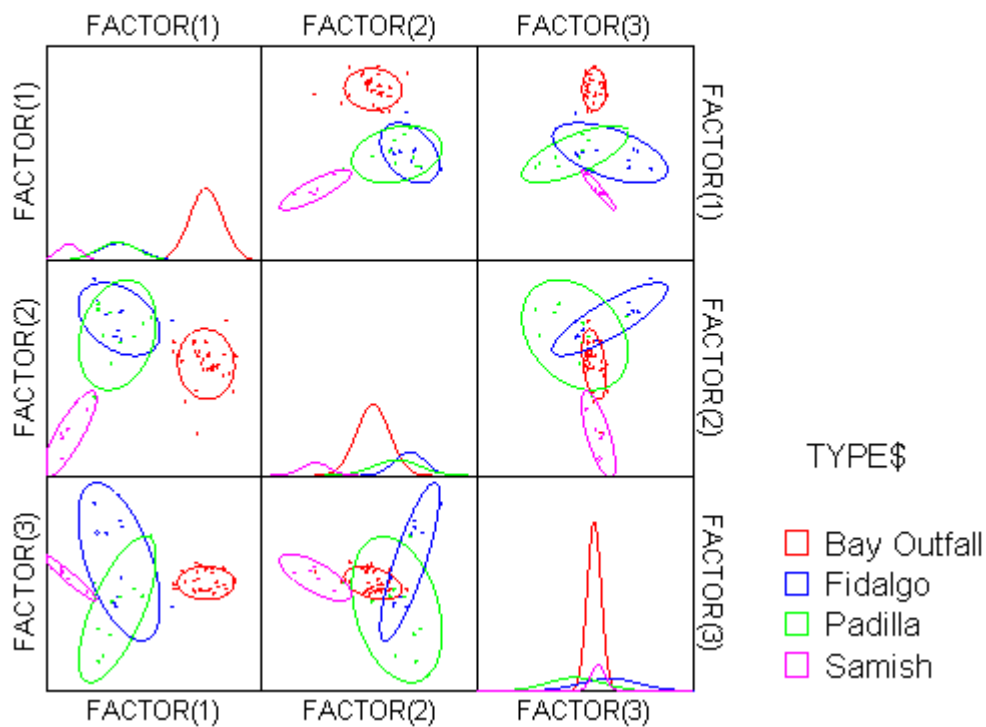 FACTOR(1) FACTOR(2) FACTOR(3)
FACTOR(1)
FACTOR(1)
FACTOR(2)
FACTOR(2)
FACTOR(3)
FACTOR(3)
FACTOR(1) FACTOR(2) FACTOR(3)
TYPE$
Bay Outfall
Fidalgo
Padilla
Samish